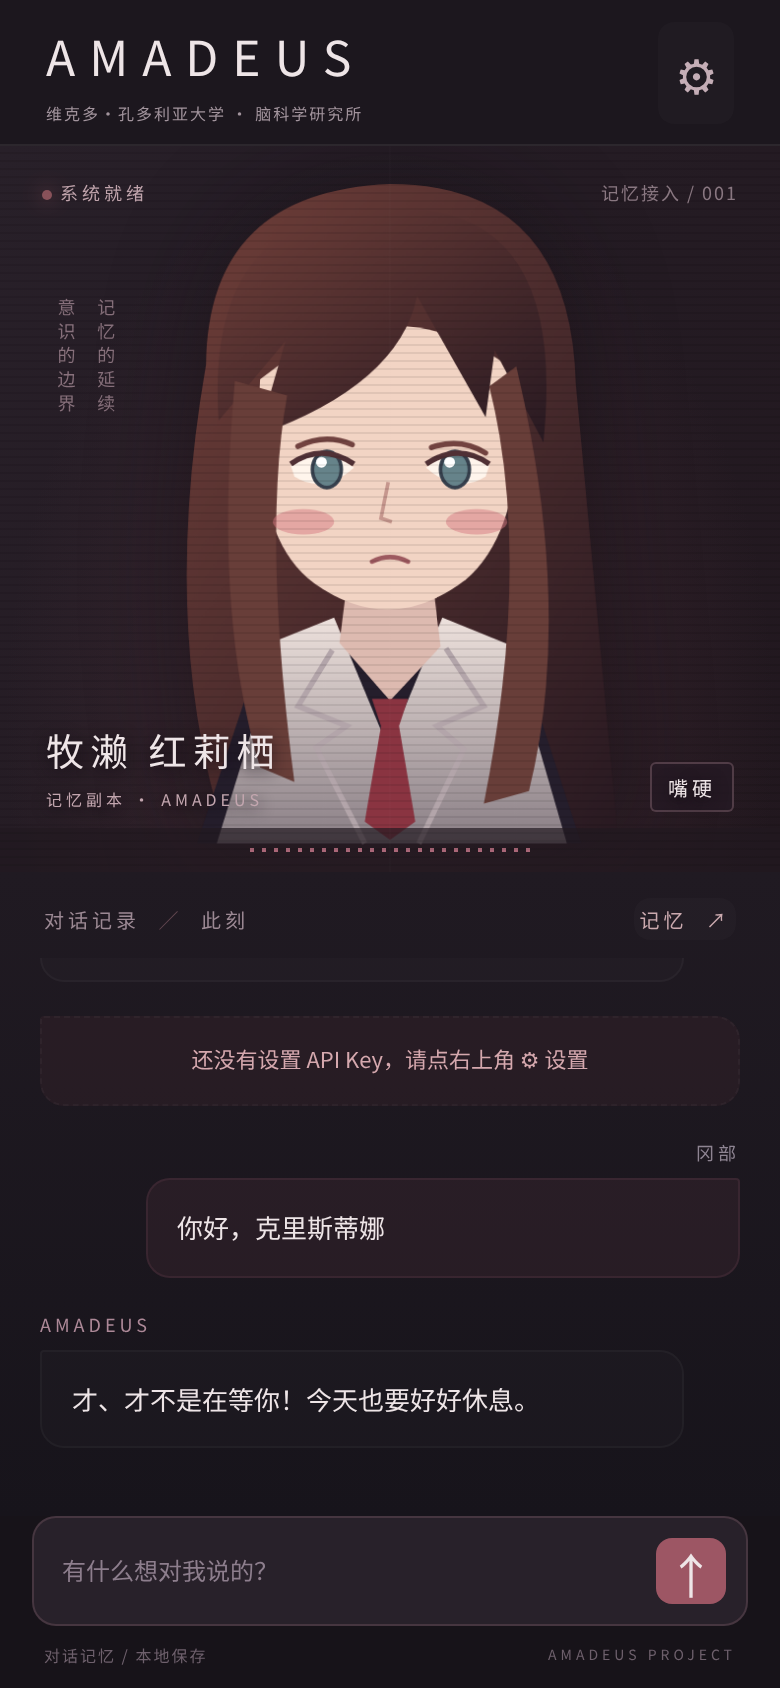 AMADEUS
维克多·孔多利亚大学 · 脑科学研究所
⚙
系统就绪
记忆接入 / 001
记忆的延续
意识的边界
牧濑 红莉栖
记忆副本 · AMADEUS
嘴硬
对话记录 ／ 此刻
记忆 ↗
还没有设置 API Key，请点右上角 ⚙ 设置
冈部
你好，克里斯蒂娜
AMADEUS
才、才不是在等你！今天也要好好休息。
有什么想对我说的？
↑
对话记忆 / 本地保存
AMADEUS PROJECT